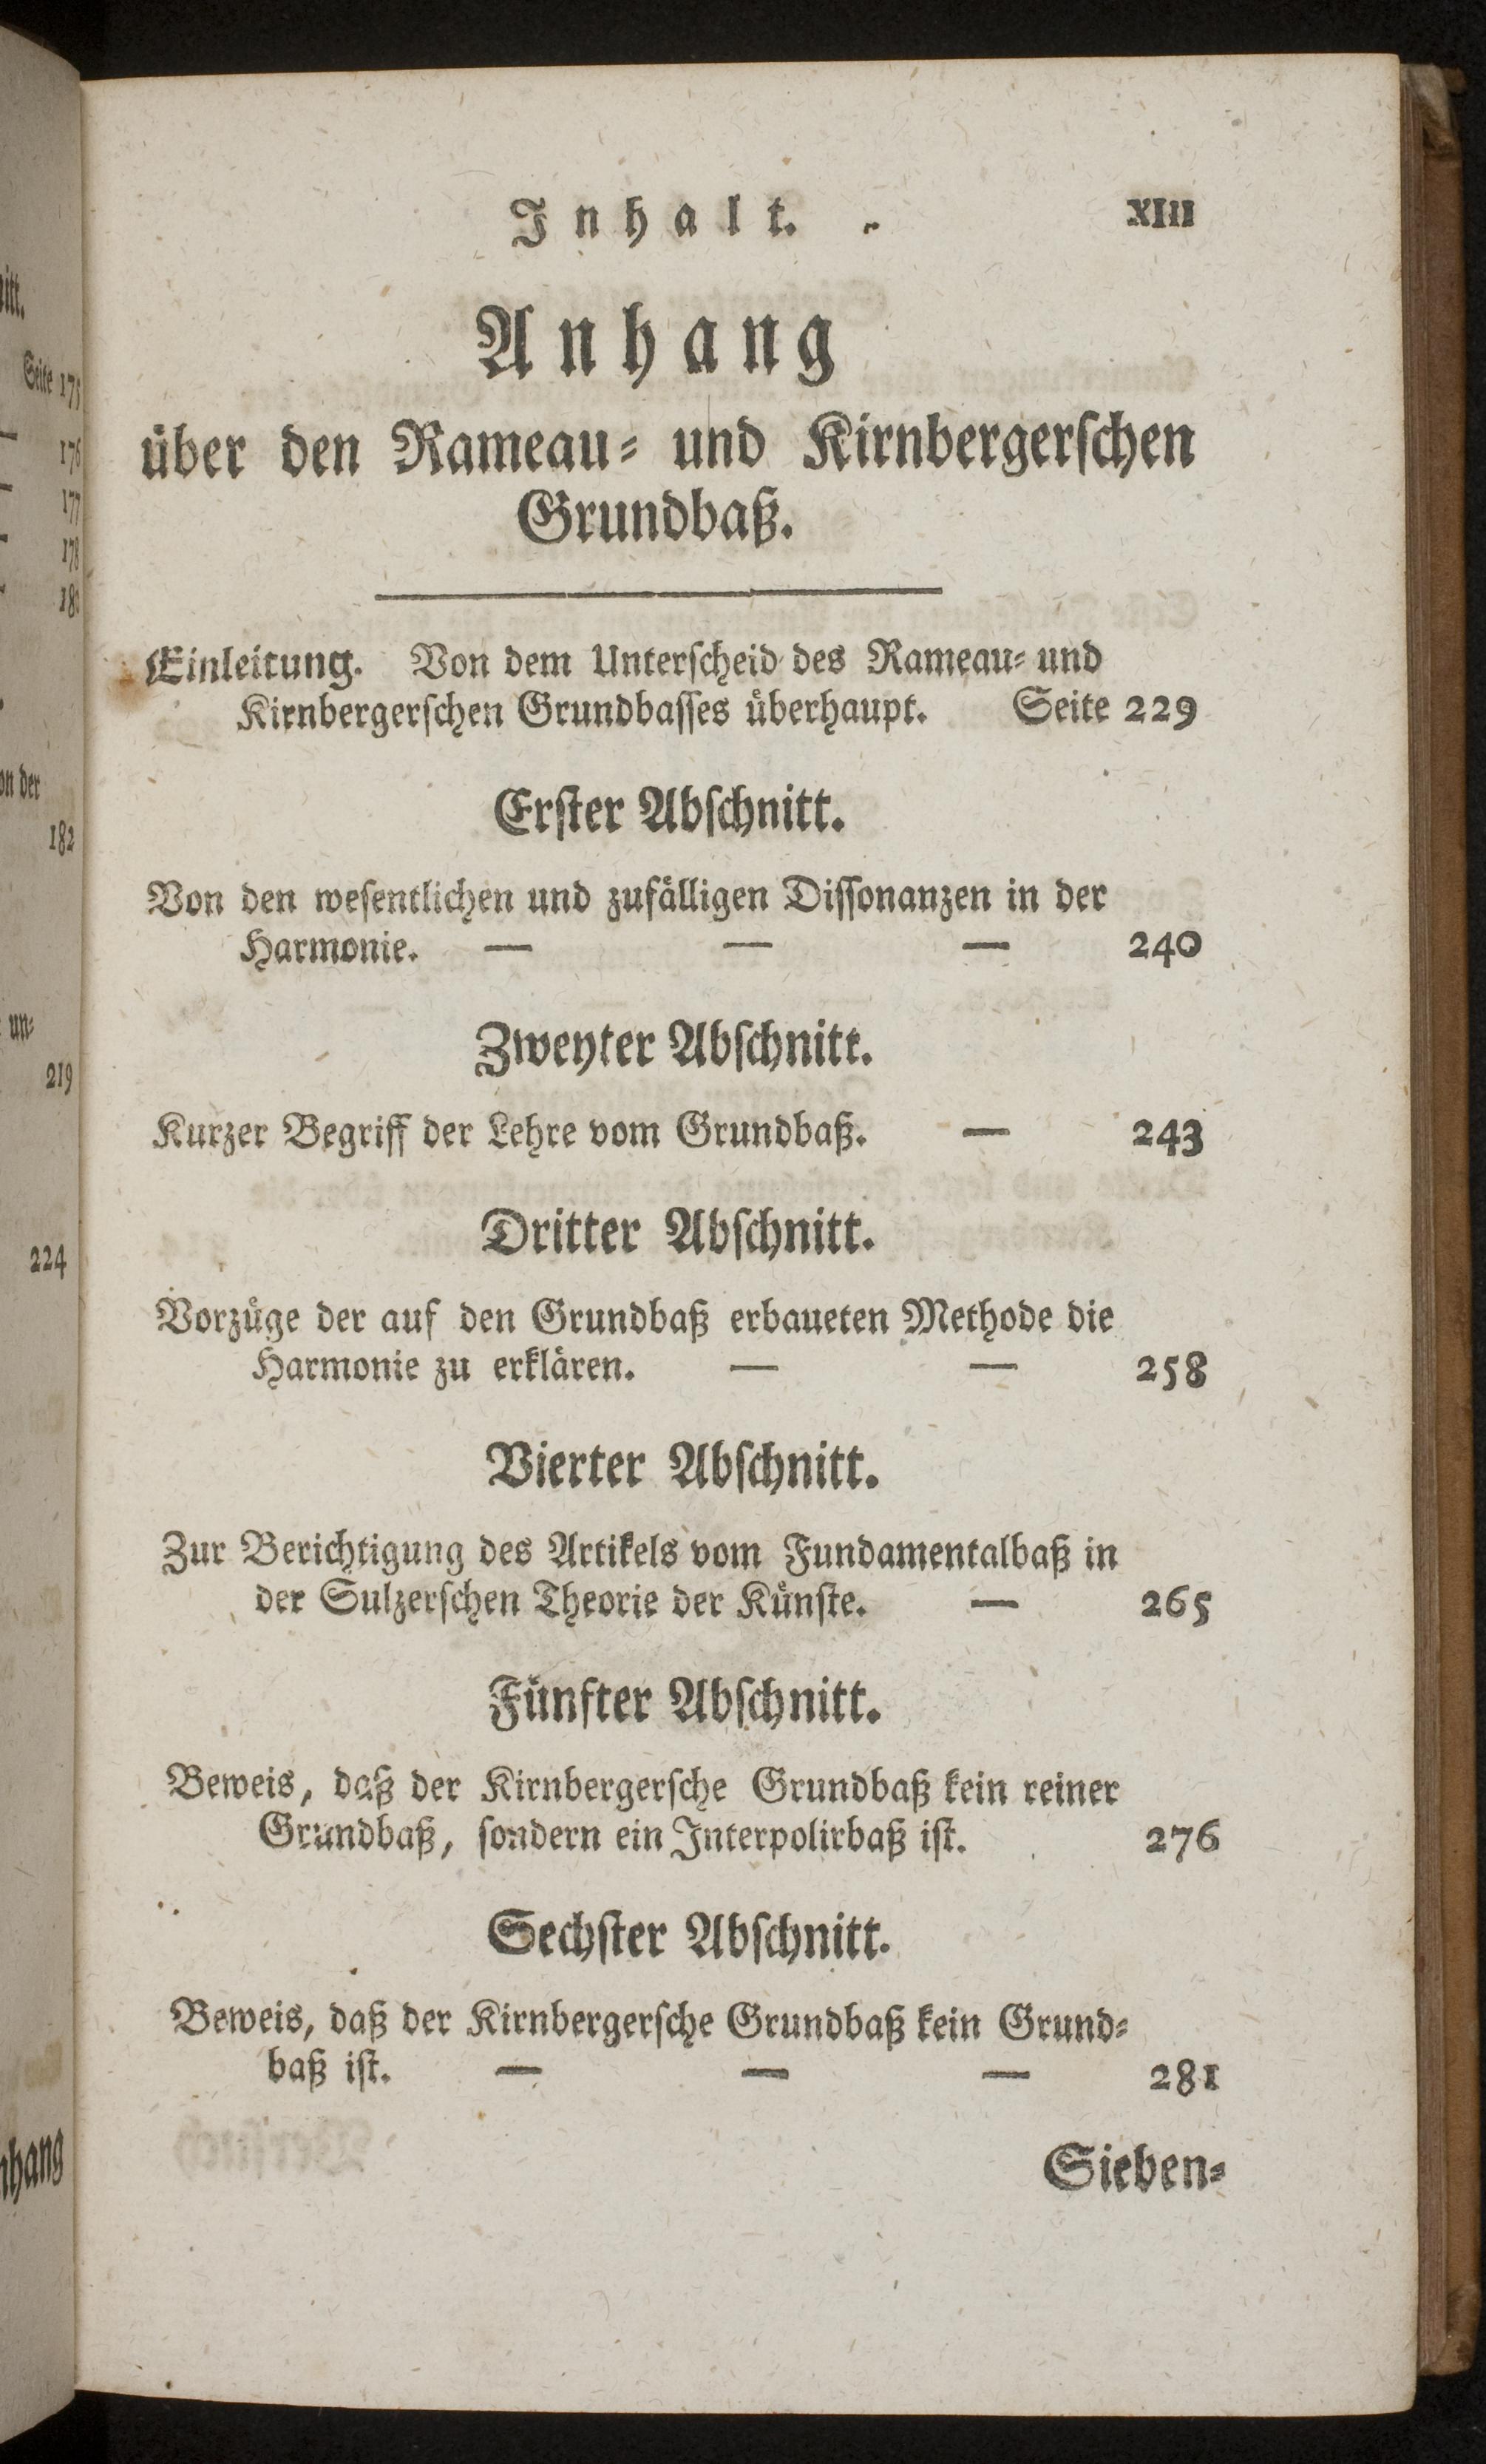 Inhalt. XIII
Anhang
über den Rameau- und Kirnbergerſchen
Grundbaß.
Einleitung. Von dem Unterſcheid des Rameau- und
Kirnbergerſchen Grundbaſſes überhaupt. Seite 229
Erſter Abſchnitt.
Von den weſentlichen und zufälligen Diſſonanzen in der
Harmonie. — — — 240
Zweyter Abſchnitt.
Kurzer Begriff der Lehre vom Grundbaß. — 243
Dritter Abſchnitt.
Vorzüge der auf den Grundbaß erbaueten Methode die
Harmonie zu erklären. — — 258
Vierter Abſchnitt.
Zur Berichtigung des Artikels vom Fundamentalbaß in
der Sulzerſchen Theorie der Künſte. — 265
Fünfter Abſchnitt.
Beweis, daß der Kirnbergerſche Grundbaß kein reiner
Grundbaß, ſondern ein Interpolirbaß iſt. 276
Sechſter Abſchnitt.
Beweis, daß der Kirnbergerſche Grundbaß kein Grund-
baß iſt. — — — 281
Sieben-